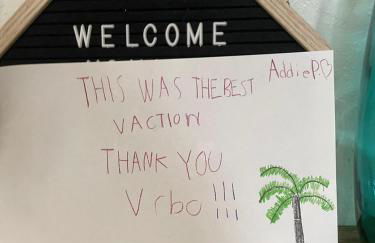 WELCOME
THIS WAS THE BEST
AddieP.♡
VACTION
THANK YOU
Vrbo!!!